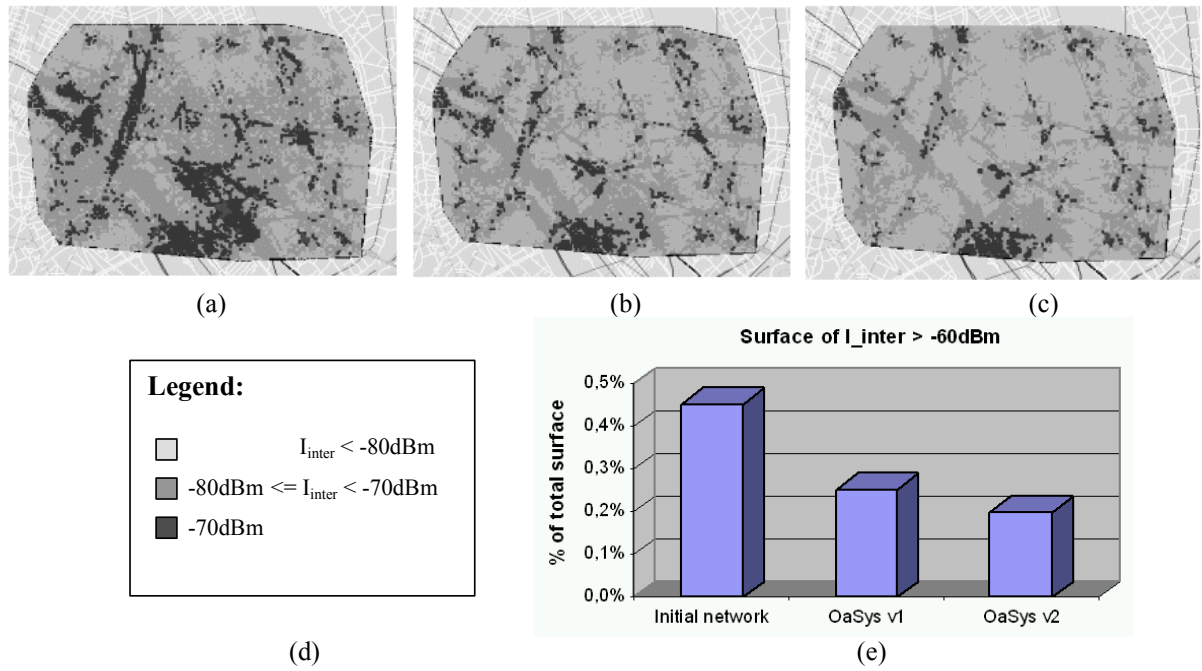 (a)
(b)
(c)
Legend:
I_inter < -80dBm
-80dBm <= I_inter < -70dBm
-70dBm
(d)
Surface of I_inter > -60dBm
% of total surface
0,5%
0,4%
0,3%
0,2%
0,1%
0,0%
Initial network
OaSys v1
OaSys v2
(e)